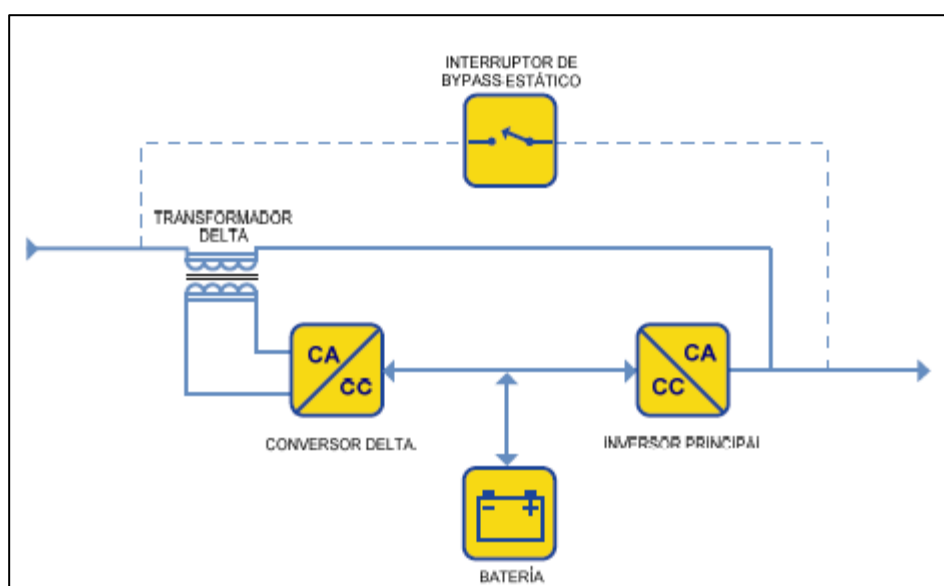 INTERRUPTOR DE
BYPASS ESTÁTICO
TRANSFORMADOR
DELTA
CA
CC
CA
CC
CONVERSOR DELTA.
INVERSOR PRINCIPAL
- +
BATERÍA